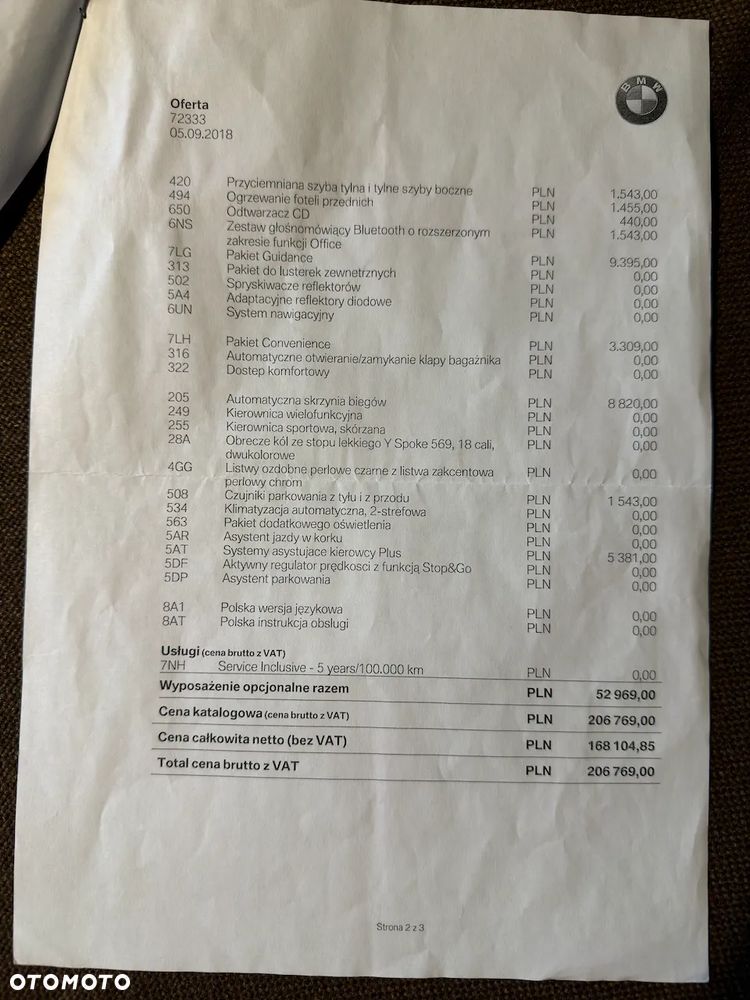 BMW
Oferta
72333
05.09.2018
420 Przyciemniana szyba tylna i tylne szyby boczne PLN 1.543,00
494 Ogrzewanie foteli przednich PLN 1.455,00
650 Odtwarzacz CD PLN 440,00
6NS Zestaw głośnomówiący Bluetooth o rozszerzonym PLN 1.543,00
zakresie funkcji Office
7LG Pakiet Guidance PLN 9.395,00
313 Pakiet do lusterek zewnetrznych PLN 0,00
502 Spryskiwacze reflektorów PLN 0,00
5A4 Adaptacyjne reflektory diodowe PLN 0,00
6UN System nawigacyjny PLN 0,00
7LH Pakiet Convenience PLN 3.309,00
316 Automatyczne otwieranie/zamykanie klapy bagażnika PLN 0,00
322 Dostep komfortowy PLN 0,00
205 Automatyczna skrzynia biegów PLN 8 820,00
249 Kierownica wielofunkcyjna PLN 0,00
255 Kierownica sportowa, skórzana PLN 0,00
28A Obrecze kól ze stopu lekkiego Y Spoke 569, 18 cali, PLN 0,00
dwukolorowe
4GG Listwy ozdobne perlowe czarne z listwa zakcentowa PLN 0,00
perlowy chrom
508 Czujniki parkowania z tyłu i z przodu PLN 1 543,00
534 Klimatyzacja automatyczna, 2-strefowa PLN 0,00
563 Pakiet dodatkowego oświetlenia PLN 0,00
5AR Asystent jazdy w korku PLN 0,00
5AT Systemy asystujace kierowcy Plus PLN 5 381,00
5DF Aktywny regulator prędkosci z funkcją Stop&Go PLN 0,00
5DP Asystent parkowania PLN 0,00
8A1 Polska wersja językowa PLN 0,00
8AT Polska instrukcja obslugi PLN 0,00
Usługi (cena brutto z VAT)
7NH Service Inclusive - 5 years/100.000 km PLN 0,00
Wyposażenie opcjonalne razem PLN 52 969,00
Cena katalogowa (cena brutto z VAT) PLN 206 769,00
Cena całkowita netto (bez VAT) PLN 168 104,85
Total cena brutto z VAT PLN 206 769,00
Strona 2 z 3
OTOMOTO